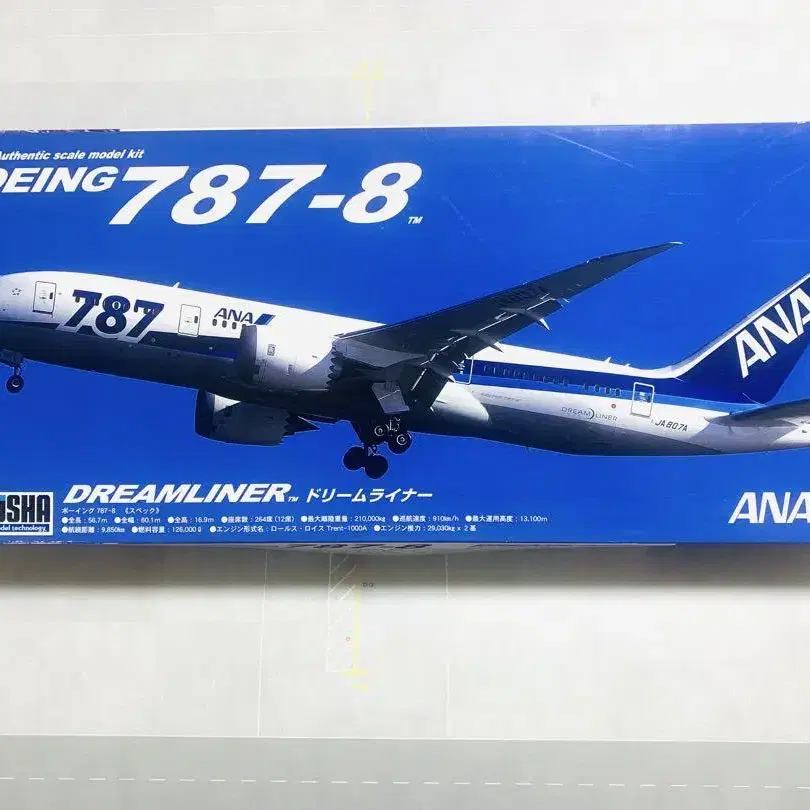 Authentic scale model kit
OEING 787-8 TM
787 ANA
ANA
DREAMLINER
JA807A
OSHA
model technology.
DREAMLINER TM ドリームライナー
ANA
ボーイング 787-8 《スペック》
●全長：56.7m ●全幅：60.1m ●全高：16.9m ●座席数：264席(12席) ●最大離陸重量：210,000kg ●巡航速度：910km/h ●最大運用高度：13,100m
●航続距離：9,850km ●燃料容量：126,000ℓ ●エンジン形式名：ロールス・ロイス Trent-1000A ●エンジン推力：29,030kg × 2 基
787-8